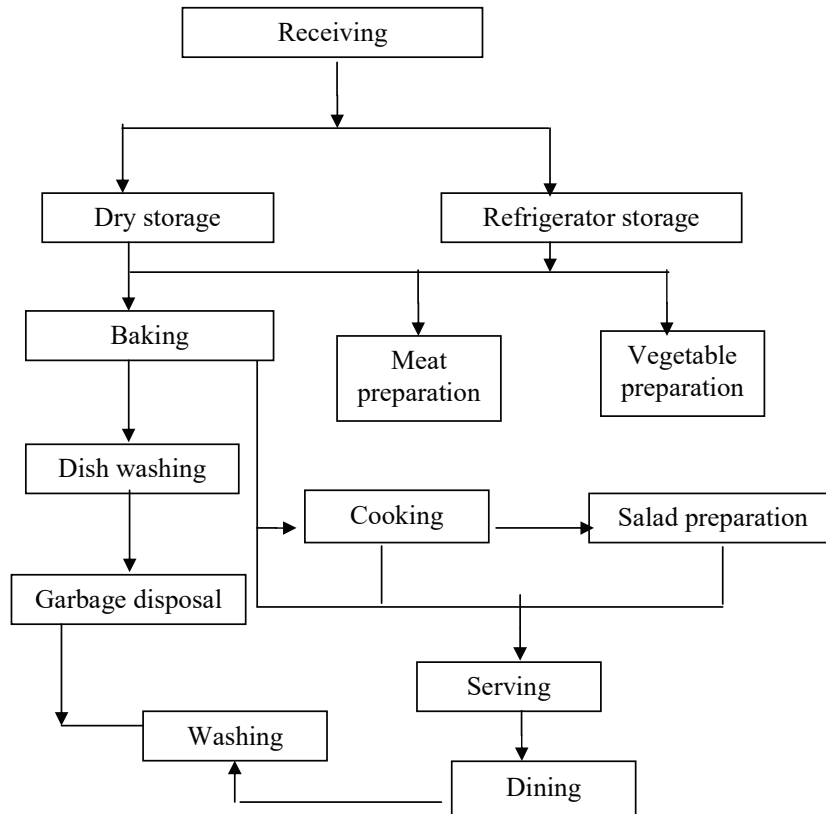 Receiving
Dry storage
Refrigerator storage
Baking
Meat
preparation
Vegetable
preparation
Dish washing
Cooking
Salad preparation
Garbage disposal
Serving
Washing
Dining